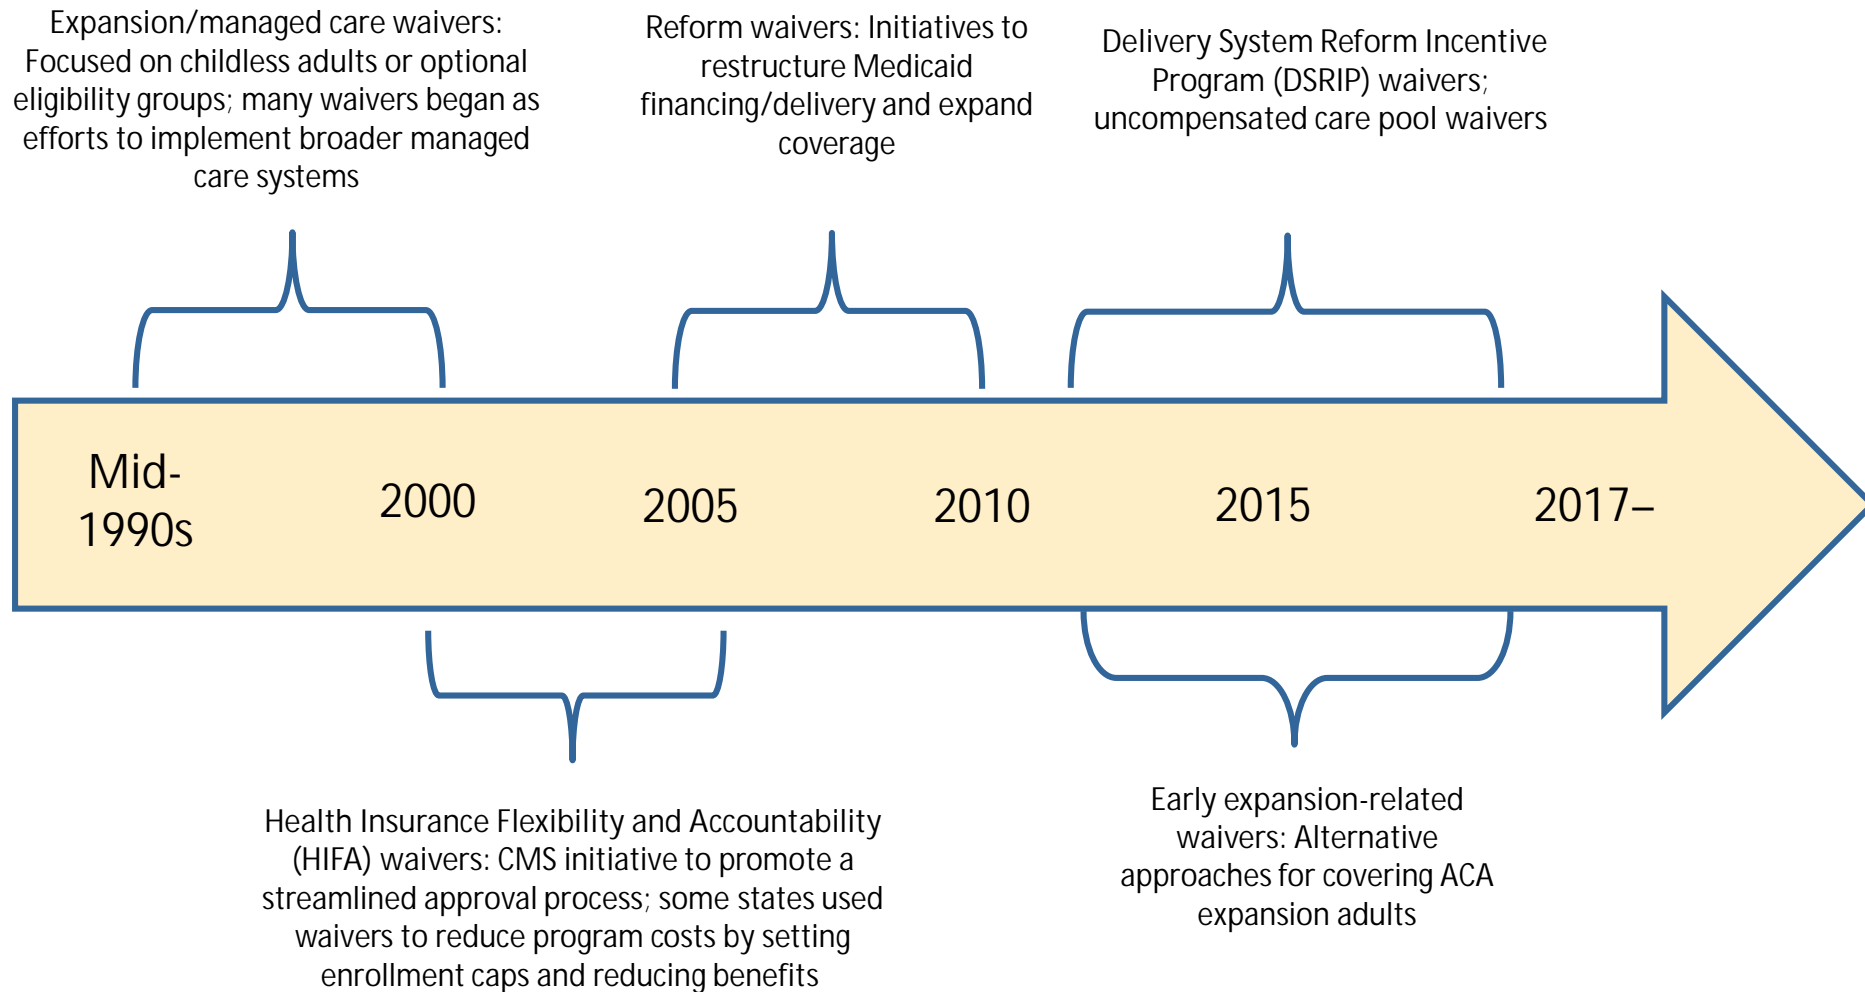 Expansion/managed care waivers:
Focused on childless adults or optional
eligibility groups; many waivers began as
efforts to implement broader managed
care systems
Reform waivers: Initiatives to
restructure Medicaid
financing/delivery and expand
coverage
Delivery System Reform Incentive
Program (DSRIP) waivers;
uncompensated care pool waivers
Mid-
1990s
2000
2005
2010
2015
2017–
Health Insurance Flexibility and Accountability
(HIFA) waivers: CMS initiative to promote a
streamlined approval process; some states used
waivers to reduce program costs by setting
enrollment caps and reducing benefits
Early expansion-related
waivers: Alternative
approaches for covering ACA
expansion adults